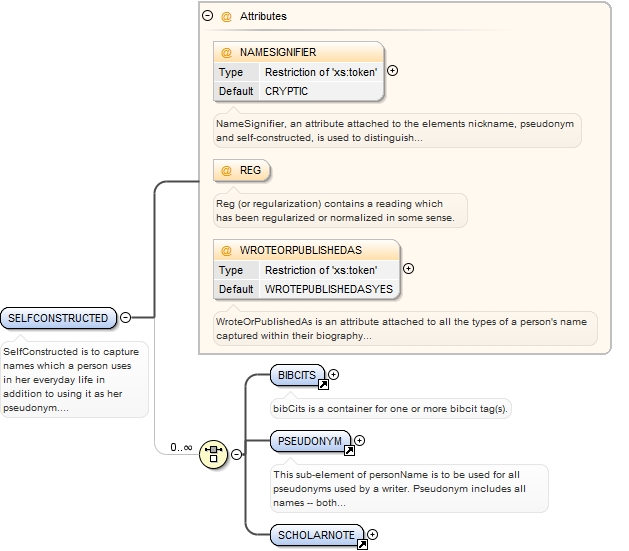 @ Attributes
@ NAMESIGNIFIER
Type Restriction of 'xs:token'
Default CRYPTIC
NameSignifier, an attribute attached to the elements nickname, pseudonym
and self-constructed, is used to distinguish...
@ REG
Reg (or regularization) contains a reading which
has been regularized or normalized in some sense.
@ WROTEORPUBLISHEDAS
Type Restriction of 'xs:token'
Default WROTEPUBLISHEDASYES
WroteOrPublishedAs is an attribute attached to all the types of a person's name
captured within their biography...
SELFCONSTRUCTED
SelfConstructed is to capture
names which a person uses
in her everyday life in
addition to using it as her
pseudonym....
0..∞
BIBCITS
bibCits is a container for one or more bibcit tag(s).
PSEUDONYM
This sub-element of personName is to be used for all
pseudonyms used by a writer. Pseudonym includes all
names -- both...
SCHOLARNOTE